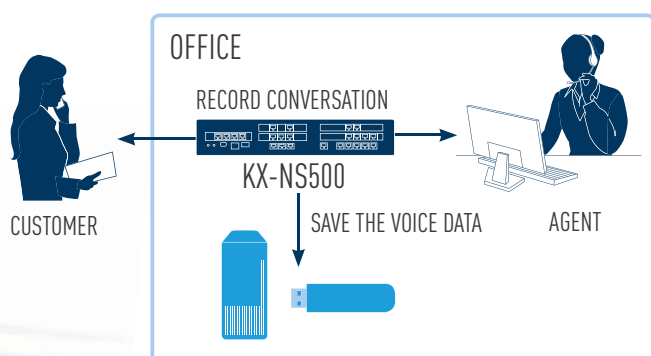 OFFICE
RECORD CONVERSATION
KX-NS500
CUSTOMER
SAVE THE VOICE DATA
AGENT